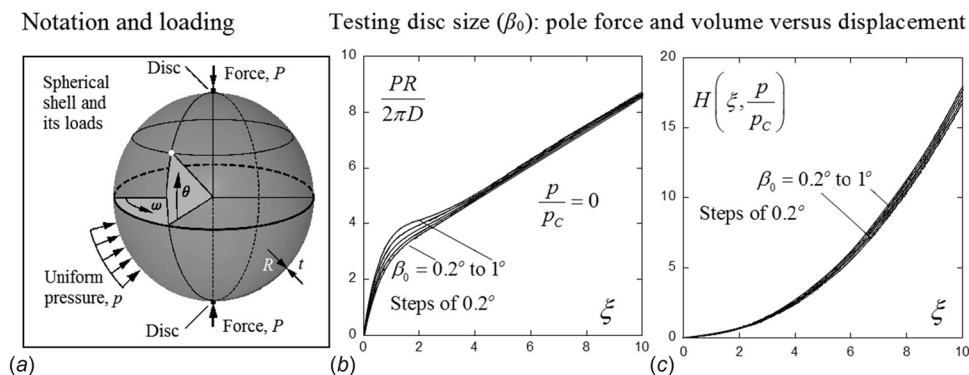 Notation and loading
Testing disc size (β₀): pole force and volume versus displacement
Spherical
shell and
its loads
Disc
Force, P
θ
ω
R
t
Uniform
pressure, p
Disc
Force, P
(a)
10
8
6
4
2
0
PR
2πD
p
p_C
=0
β₀ = 0.2° to 1°
Steps of 0.2°
ξ
0 2 4 6 8 10
(b)
20
15
10
5
0
H(ξ, p/p_C)
β₀ = 0.2° to 1°
Steps of 0.2°
ξ
0 2 4 6 8 10
(c)